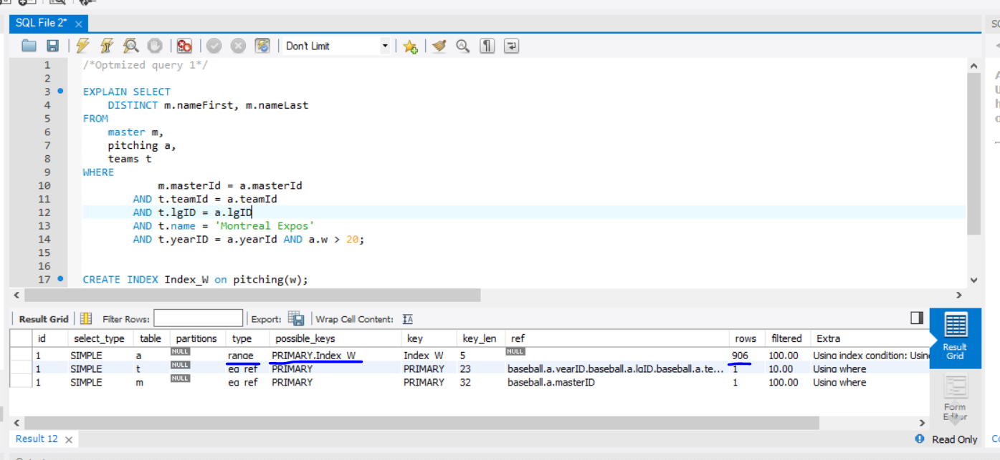 SQL File 2*
Don't Limit
1 /*Optmized query 1*/
2
3 EXPLAIN SELECT
4 DISTINCT m.nameFirst, m.nameLast
5 FROM
6 master m,
7 pitching a,
8 teams t
9 WHERE
10 m.masterId = a.masterId
11 AND t.teamId = a.teamId
12 AND t.lgID = a.lgID
13 AND t.name = 'Montreal Expos'
14 AND t.yearID = a.yearId AND a.w > 20;
15
16
17 CREATE INDEX Index_W on pitching(w);
Result Grid Filter Rows: Export: Wrap Cell Content:
id select_type table partitions type possible_keys key key_len ref rows filtered Extra
1 SIMPLE a NULL range PRIMARY,Index_W Index_W 5 NULL 906 100.00 Using index condition; Usin
1 SIMPLE t NULL eq_ref PRIMARY PRIMARY 23 baseball.a.yearID,baseball.a.lgID,baseball.a.te... 1 10.00 Using where
1 SIMPLE m NULL eq_ref PRIMARY PRIMARY 32 baseball.a.masterID 1 100.00 Using where
Result
Grid
Form
Editor
Result 12
Read Only